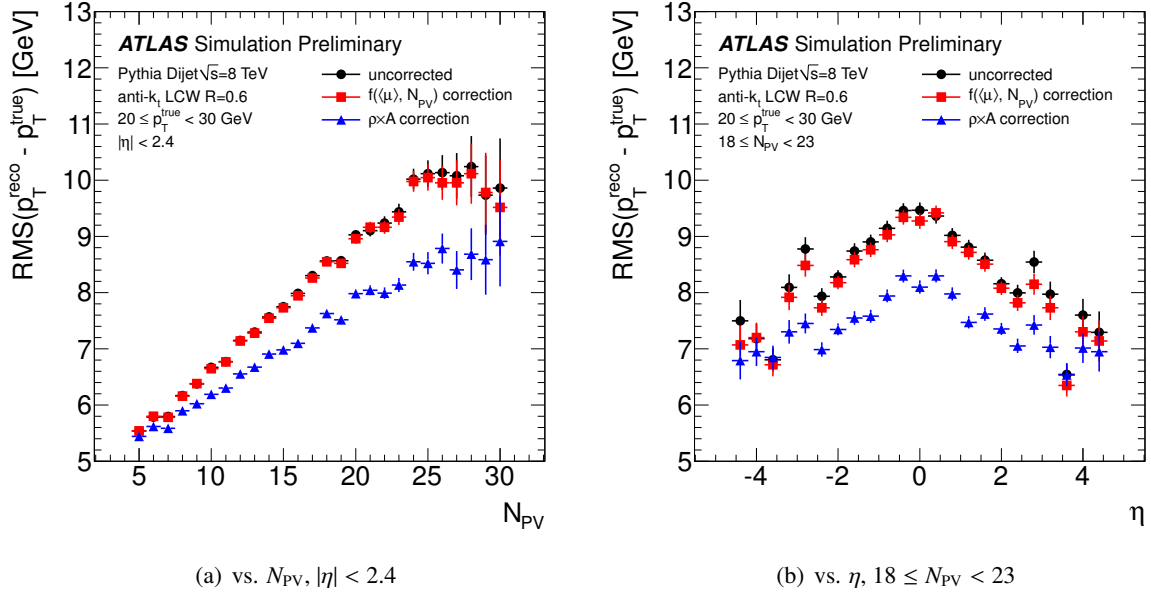 RMS(p_T^reco - p_T^true) [GeV]
13
12
11
10
9
8
7
6
5
ATLAS Simulation Preliminary
Pythia Dijet √s=8 TeV
anti-k_t LCW R=0.6
20 ≤ p_T^true < 30 GeV
|η| < 2.4
uncorrected
f(⟨μ⟩, N_PV) correction
ρ×A correction
5 10 15 20 25 30
N_PV
(a) vs. N_PV, |η| < 2.4
RMS(p_T^reco - p_T^true) [GeV]
13
12
11
10
9
8
7
6
5
ATLAS Simulation Preliminary
Pythia Dijet √s=8 TeV
anti-k_t LCW R=0.6
20 ≤ p_T^true < 30 GeV
18 ≤ N_PV < 23
uncorrected
f(⟨μ⟩, N_PV) correction
ρ×A correction
-4 -2 0 2 4
η
(b) vs. η, 18 ≤ N_PV < 23